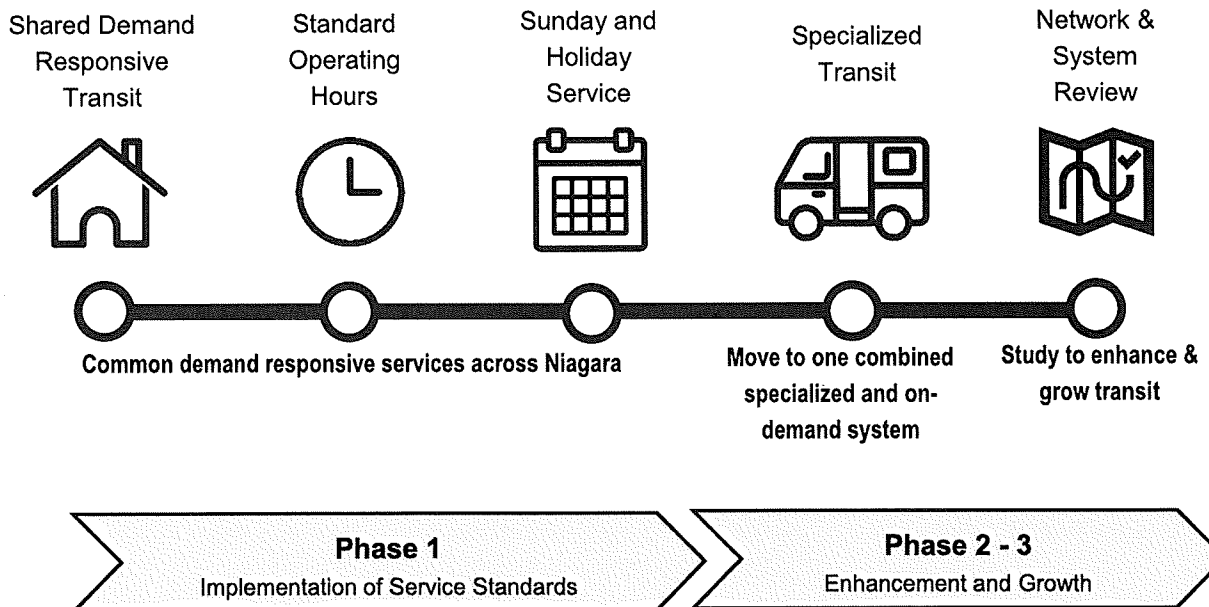 Shared Demand
Responsive
Transit
Standard
Operating
Hours
Sunday and
Holiday
Service
Specialized
Transit
Network &
System
Review
Common demand responsive services across Niagara
Move to one combined
specialized and on-
demand system
Study to enhance &
grow transit
Phase 1
Implementation of Service Standards
Phase 2 - 3
Enhancement and Growth